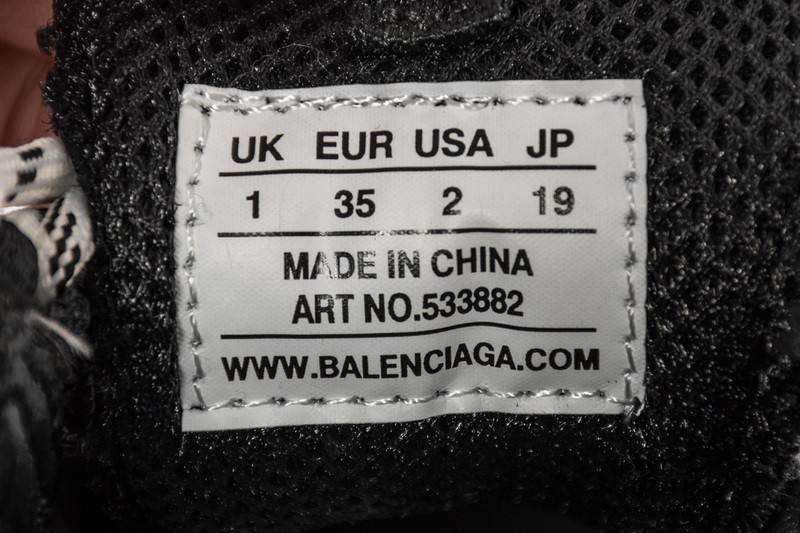 UK EUR USA JP
1 35 2 19
MADE IN CHINA
ART NO.533882
WWW.BALENCIAGA.COM